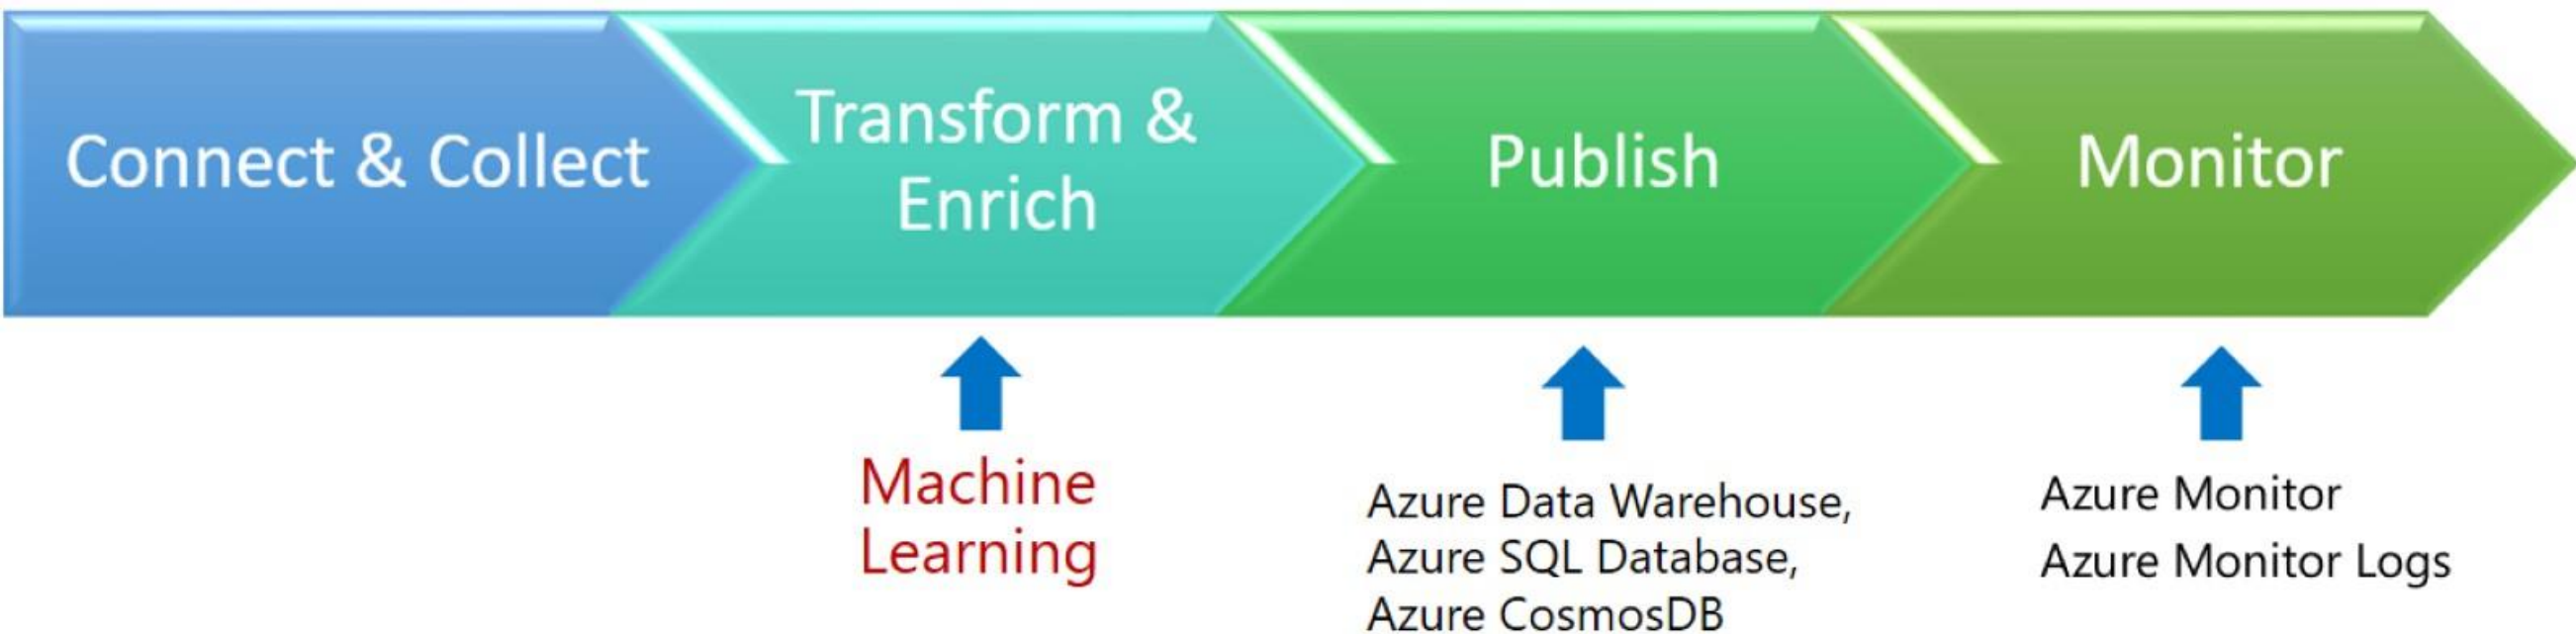 Connect & Collect
Transform &
Enrich
Publish
Monitor
Machine
Learning
Azure Data Warehouse,
Azure SQL Database,
Azure CosmosDB
Azure Monitor
Azure Monitor Logs